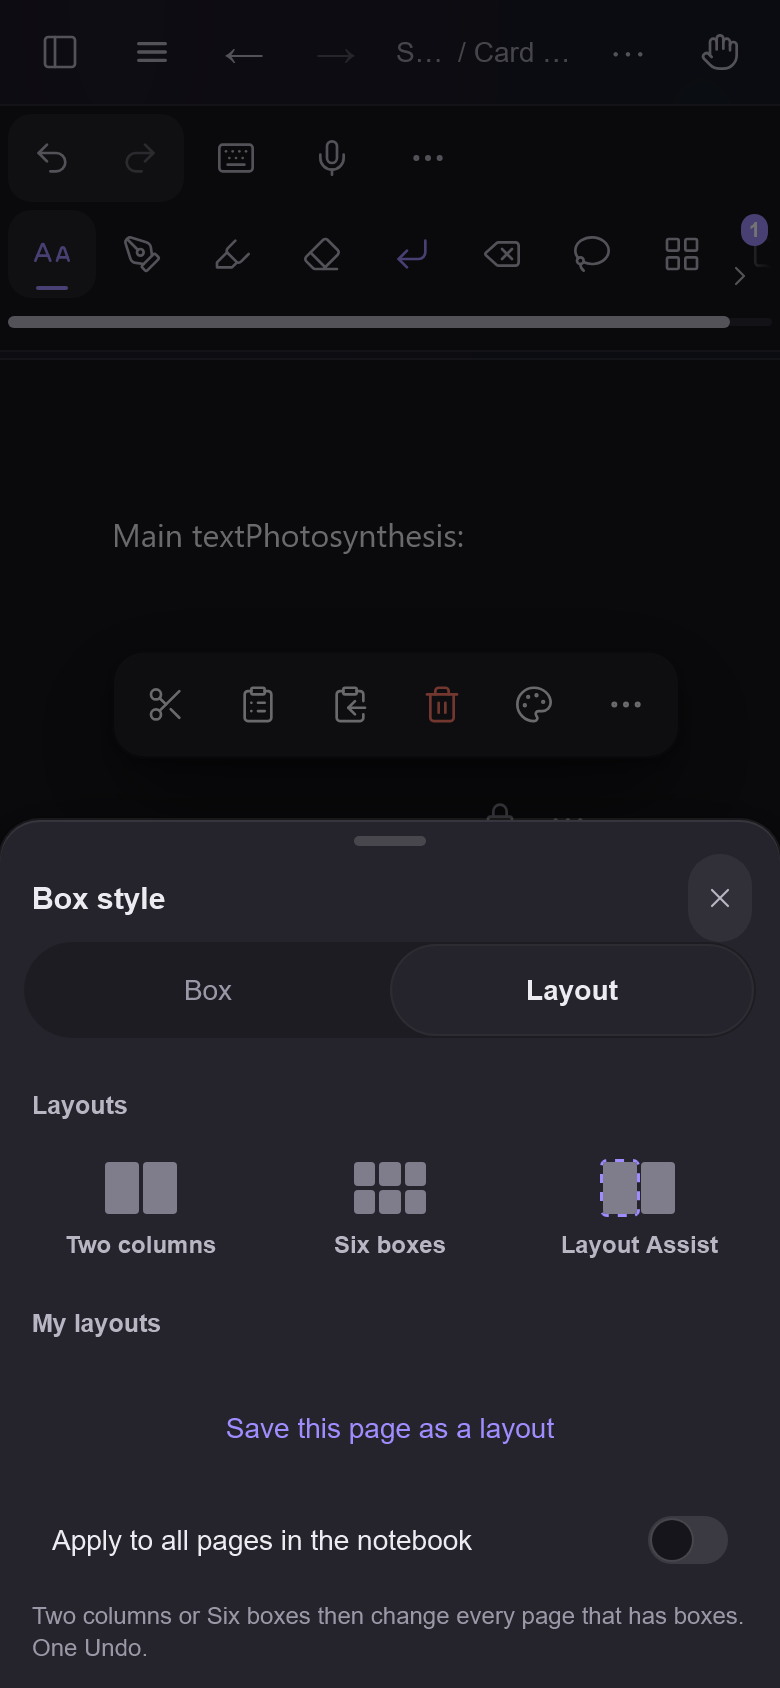 S… / Card …
1
Main textPhotosynthesis:
Box style
Box Layout
Layouts
Two columns Six boxes Layout Assist
My layouts
Save this page as a layout
Apply to all pages in the notebook
Two columns or Six boxes then change every page that has boxes.
One Undo.